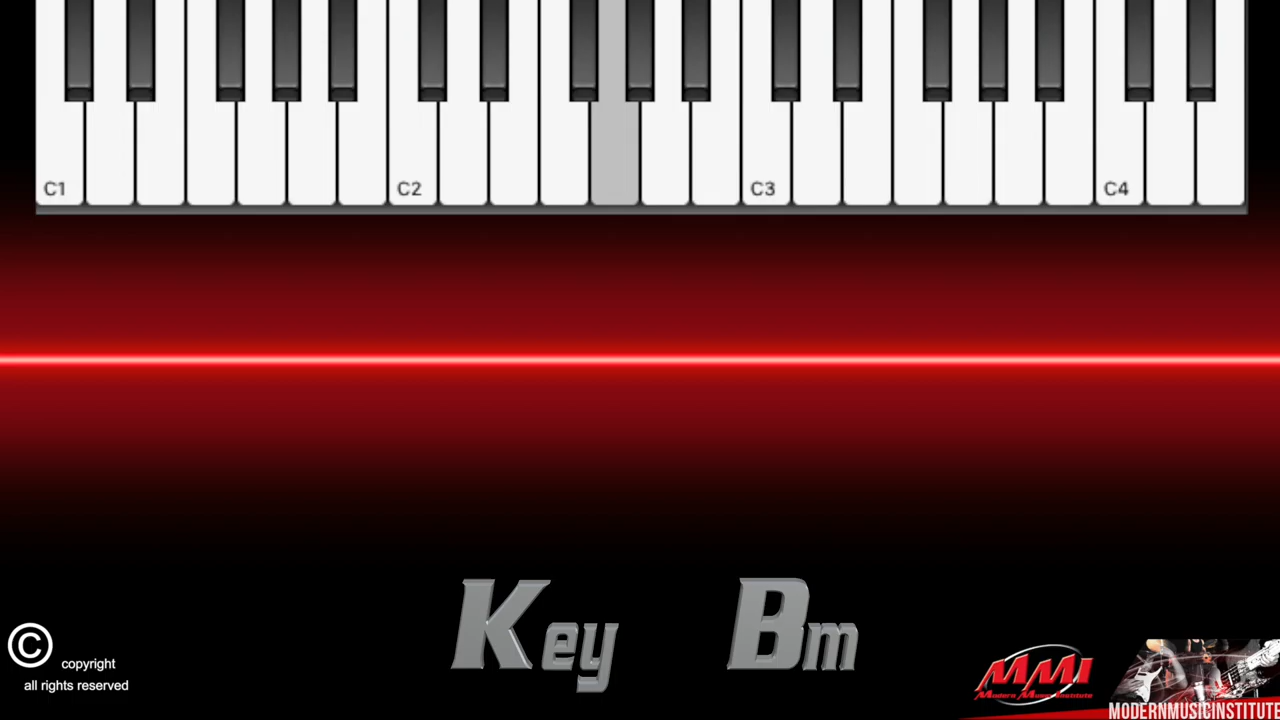 C1 C2 C3 C4
Key Bm
© copyright
all rights reserved
MMI
Modern Music Institute
MODERNMUSICINSTITUTE